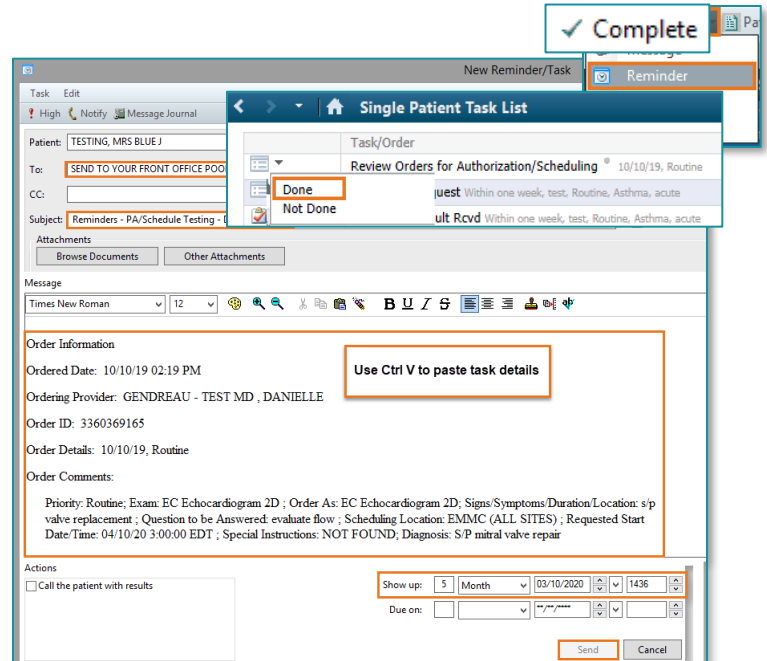 Complete
Message
Reminder
New Reminder/Task
Task Edit
High Notify Message Journal
Patient: TESTING, MRS BLUE J
To: SEND TO YOUR FRONT OFFICE POO
CC:
Subject: Reminders - PA/Schedule Testing -
Attachments
Browse Documents Other Attachments
Single Patient Task List
Task/Order
Review Orders for Authorization/Scheduling 10/10/19, Routine
Done
uest Within one week, test, Routine, Asthma, acute
Not Done
ult Rcvd Within one week, test, Routine, Asthma, acute
Message
Times New Roman 12 B U I S
Order Information
Ordered Date: 10/10/19 02:19 PM
Use Ctrl V to paste task details
Ordering Provider: GENDREAU - TEST MD , DANIELLE
Order ID: 3360369165
Order Details: 10/10/19, Routine
Order Comments:
Priority: Routine; Exam: EC Echocardiogram 2D ; Order As: EC Echocardiogram 2D; Signs/Symptoms/Duration/Location: s/p
valve replacement ; Question to be Answered: evaluate flow ; Scheduling Location: EMMC (ALL SITES) ; Requested Start
Date/Time: 04/10/20 3:00:00 EDT ; Special Instructions: NOT FOUND; Diagnosis: S/P mitral valve repair
Actions
Call the patient with results
Show up: 5 Month 03/10/2020 1436
Due on: **/**/****
Send Cancel